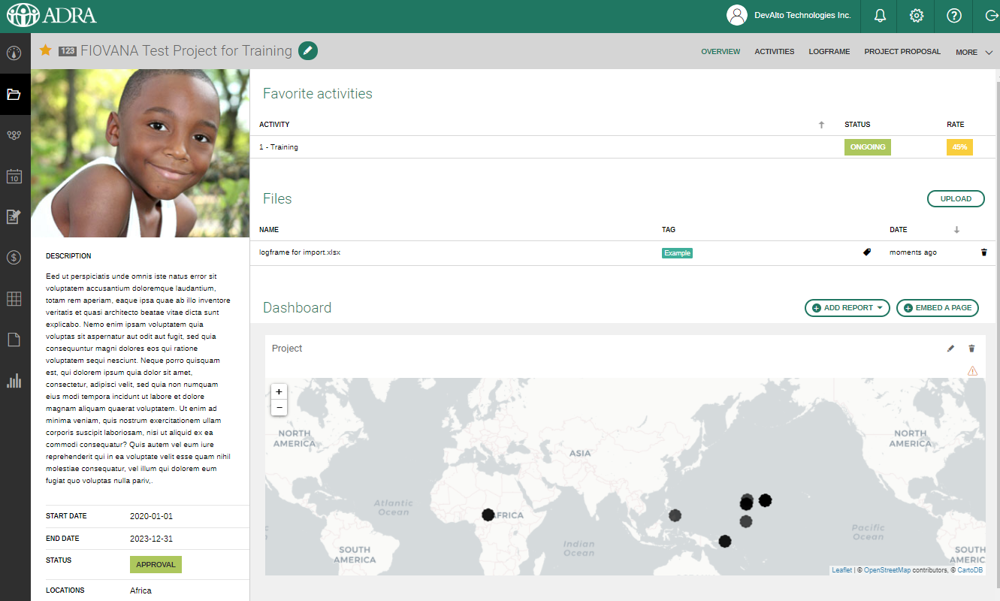 ADRA
DevAlto Technologies Inc.
123 FIOVANA Test Project for Training
OVERVIEW ACTIVITIES LOGFRAME PROJECT PROPOSAL MORE
10
Favorite activities
ACTIVITY STATUS RATE
1 - Training ONGOING 45%
Files
UPLOAD
NAME TAG DATE
logframe for import.xlsx Example moments ago
Dashboard
ADD REPORT EMBED A PAGE
Project
+
−
NORTH
AMERICA
ASIA
NORTH
AMERICA
Atlantic
Ocean
AFRICA
Pacific
Ocean
Indian
Ocean
SOUTH
AMERICA
SOUTH
AMERIC
Leaflet | © OpenStreetMap contributors, © CartoDB
DESCRIPTION
Eed ut perspiciatis unde omnis iste natus error sit
voluptatem accusantium doloremque laudantium,
totam rem aperiam, eaque ipsa quae ab illo inventore
veritatis et quasi architecto beatae vitae dicta sunt
explicabo. Nemo enim ipsam voluptatem quia
voluptas sit aspernatur aut odit aut fugit, sed quia
consequuntur magni dolores eos qui ratione
voluptatem sequi nesciunt. Neque porro quisquam
est, qui dolorem ipsum quia dolor sit amet,
consectetur, adipisci velit, sed quia non numquam
eius modi tempora incidunt ut labore et dolore
magnam aliquam quaerat voluptatem. Ut enim ad
minima veniam, quis nostrum exercitationem ullam
corporis suscipit laboriosam, nisi ut aliquid ex ea
commodi consequatur? Quis autem vel eum iure
reprehenderit qui in ea voluptate velit esse quam nihil
molestiae consequatur, vel illum qui dolorem eum
fugiat quo voluptas nulla pariv,.
START DATE 2020-01-01
END DATE 2023-12-31
STATUS APPROVAL
LOCATIONS Africa